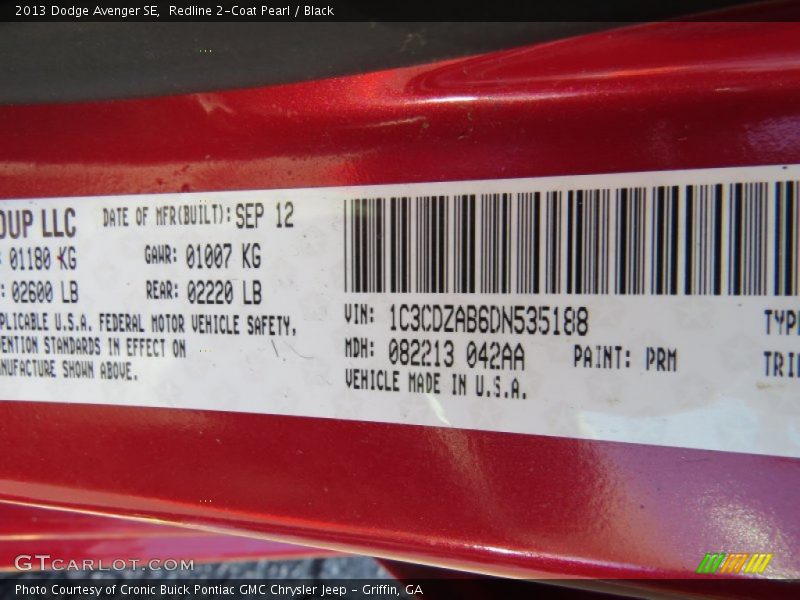 2013 Dodge Avenger SE, Redline 2-Coat Pearl / Black
OUP LLC DATE OF MFR(BUILT): SEP 12
: 01180 KG GAWR: 01007 KG
: 02600 LB REAR: 02220 LB
PLICABLE U.S.A. FEDERAL MOTOR VEHICLE SAFETY,
ENTION STANDARDS IN EFFECT ON
NUFACTURE SHOWN ABOVE.
VIN: 1C3CDZAB6DN535188 TYPE
MDH: 082213 042AA PAINT: PRM TRI
VEHICLE MADE IN U.S.A.
GTCARLOT.COM
Photo Courtesy of Cronic Buick Pontiac GMC Chrysler Jeep - Griffin, GA